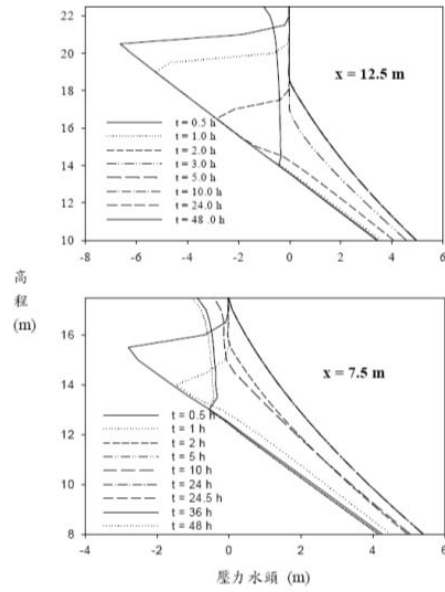 22
20
18
16
14
12
10
x = 12.5 m
t = 0.5 h
t = 1.0 h
t = 2.0 h
t = 3.0 h
t = 5.0 h
t = 10.0 h
t = 24.0 h
t = 48 .0 h
-8 -6 -4 -2 0 2 4 6
高
程
(m)
16
14
12
10
8
x = 7.5 m
t = 0.5 h
t = 1 h
t = 2 h
t = 5 h
t = 10 h
t = 24 h
t = 24.5 h
t = 36 h
t = 48 h
-4 -2 0 2 4 6
壓力水頭 (m)